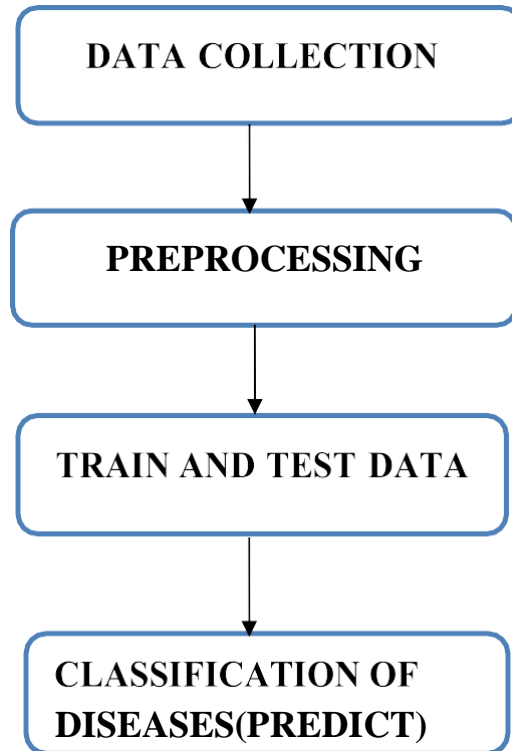 DATA COLLECTION
PREPROCESSING
TRAIN AND TEST DATA
CLASSIFICATION OF
DISEASES(PREDICT)